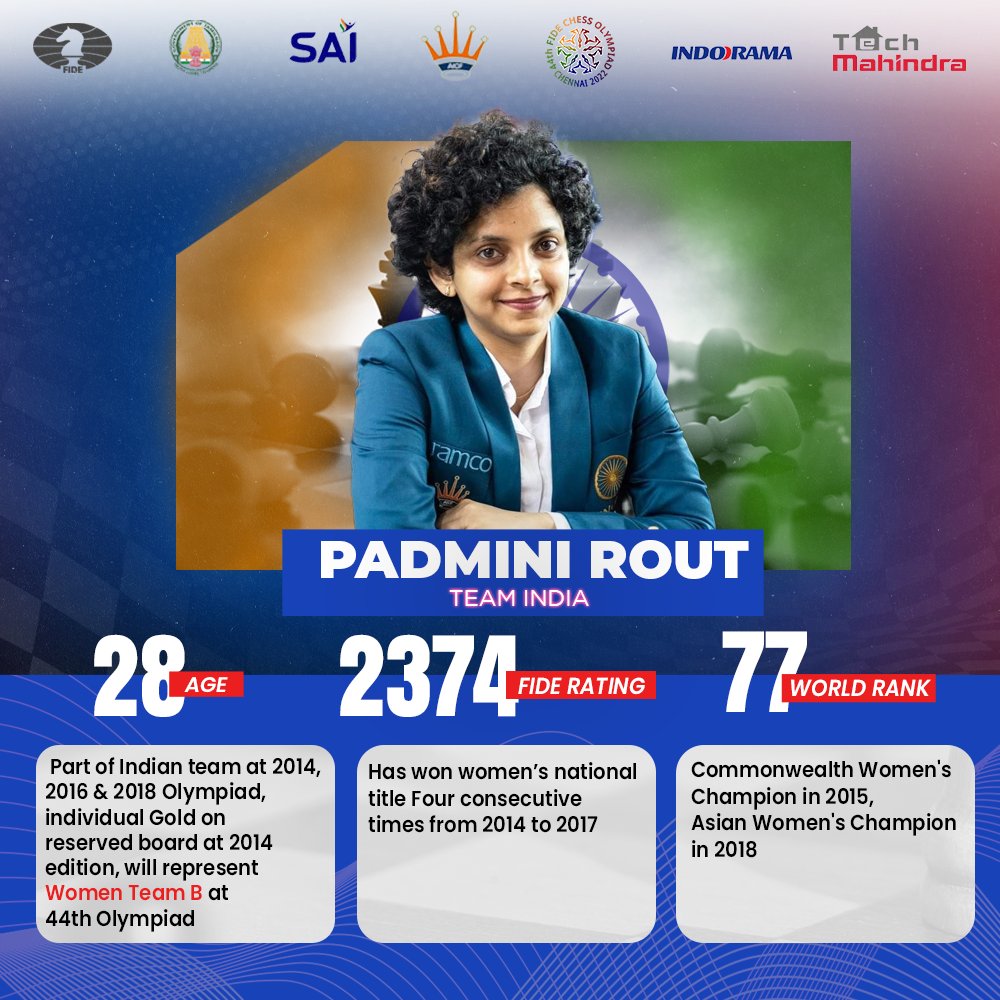 FIDE
SAI
AICF
44th FIDE CHESS OLYMPIAD
CHENNAI 2022
INDORAMA
Tech
Mahindra
ramco
PADMINI ROUT
TEAM INDIA
28 AGE
2374 FIDE RATING
77 WORLD RANK
Part of Indian team at 2014,
2016 & 2018 Olympiad,
individual Gold on
reserved board at 2014
edition, will represent
Women Team B at
44th Olympiad
Has won women’s national
title Four consecutive
times from 2014 to 2017
Commonwealth Women's
Champion in 2015,
Asian Women's Champion
in 2018